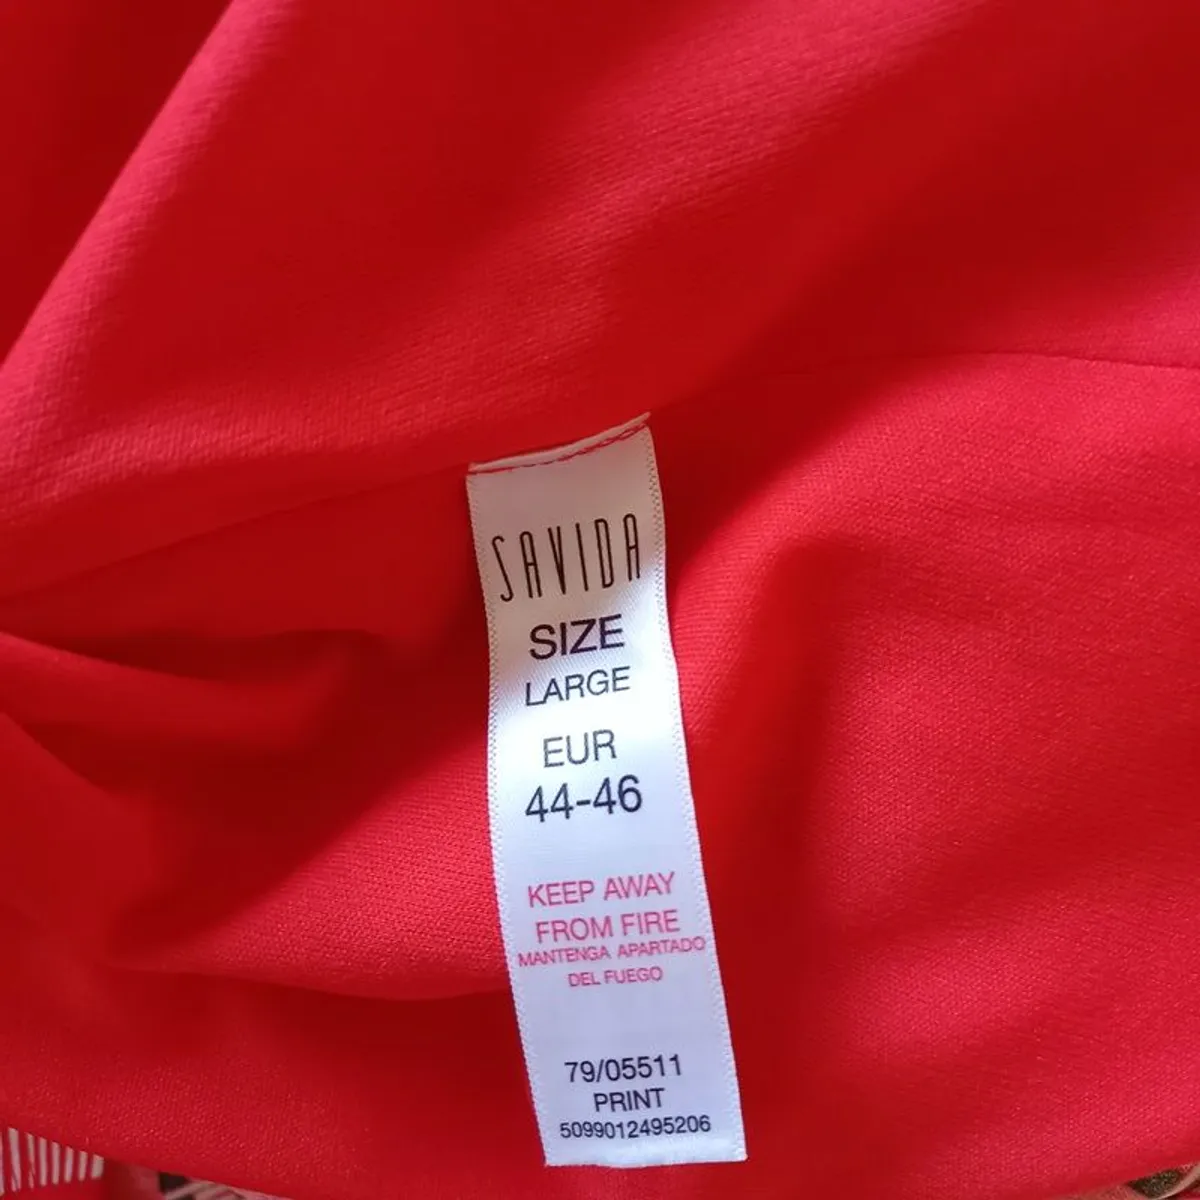 SAVIDA
SIZE
LARGE
EUR
44-46
KEEP AWAY
FROM FIRE
MANTENGA APARTADO
DEL FUEGO
79/05511
PRINT
5099012495206